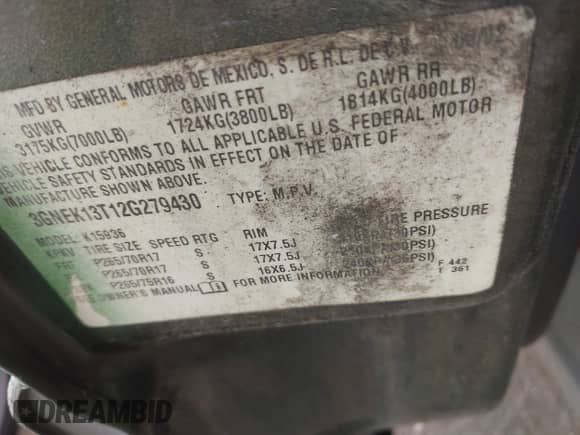 MFD BY GENERAL MOTORS DE MEXICO, S. DE R.L. DE C.V.
GVWR GAWR FRT GAWR RR
3175KG(7000LB) 1724KG(3800LB) 1814KG(4000LB)
VEHICLE CONFORMS TO ALL APPLICABLE U.S. FEDERAL MOTOR
VEHICLE SAFETY STANDARDS IN EFFECT ON THE DATE OF
MANUFACTURE SHOWN ABOVE.
3GNEK13T12G279430 TYPE: M.P.V.
MODEL: K15936
KPKV TIRE SIZE SPEED RTG RIM PRESSURE
FRT P265/70R17 S 17X7.5J
P265/70R17 S 17X7.5J
P265/75R16 S 16X6.5J
OWNER'S MANUAL FOR MORE INFORMATION.
F 442
T 361
DREAMBID